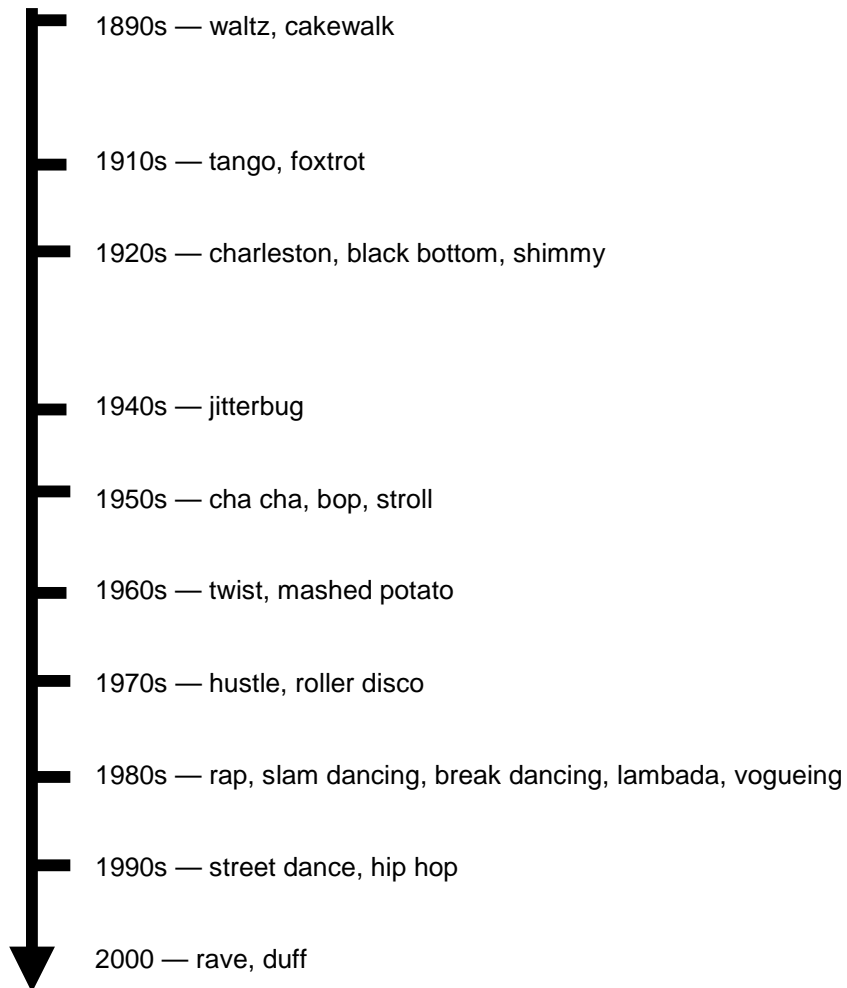 1890s — waltz, cakewalk
1910s — tango, foxtrot
1920s — charleston, black bottom, shimmy
1940s — jitterbug
1950s — cha cha, bop, stroll
1960s — twist, mashed potato
1970s — hustle, roller disco
1980s — rap, slam dancing, break dancing, lambada, vogueing
1990s — street dance, hip hop
2000 — rave, duff